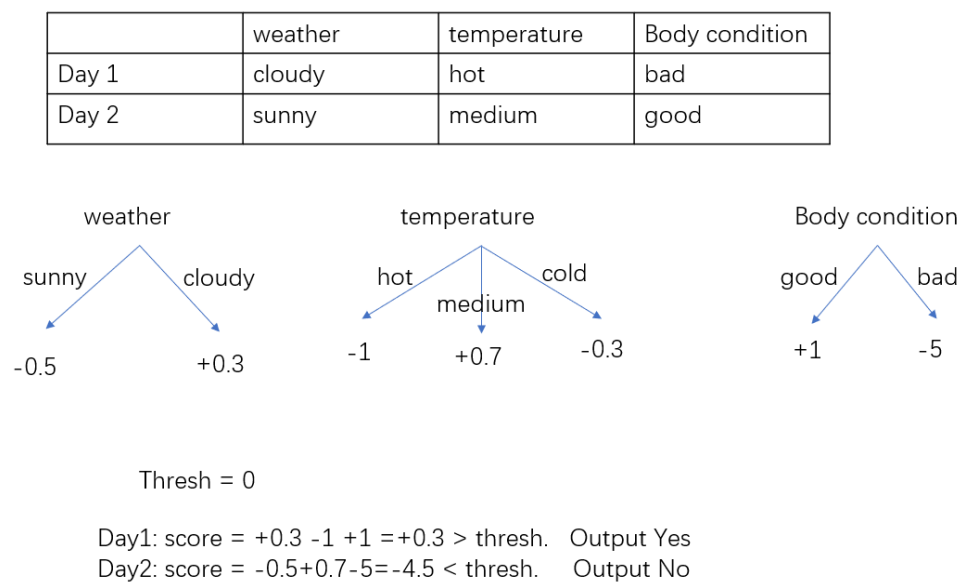 weather temperature Body condition
Day 1 cloudy hot bad
Day 2 sunny medium good
weather temperature Body condition
sunny cloudy hot medium cold good bad
-0.5 +0.3 -1 +0.7 -0.3 +1 -5
Thresh = 0
Day1: score = +0.3 -1 +1 =+0.3 > thresh. Output Yes
Day2: score = -0.5+0.7-5=-4.5 < thresh. Output No